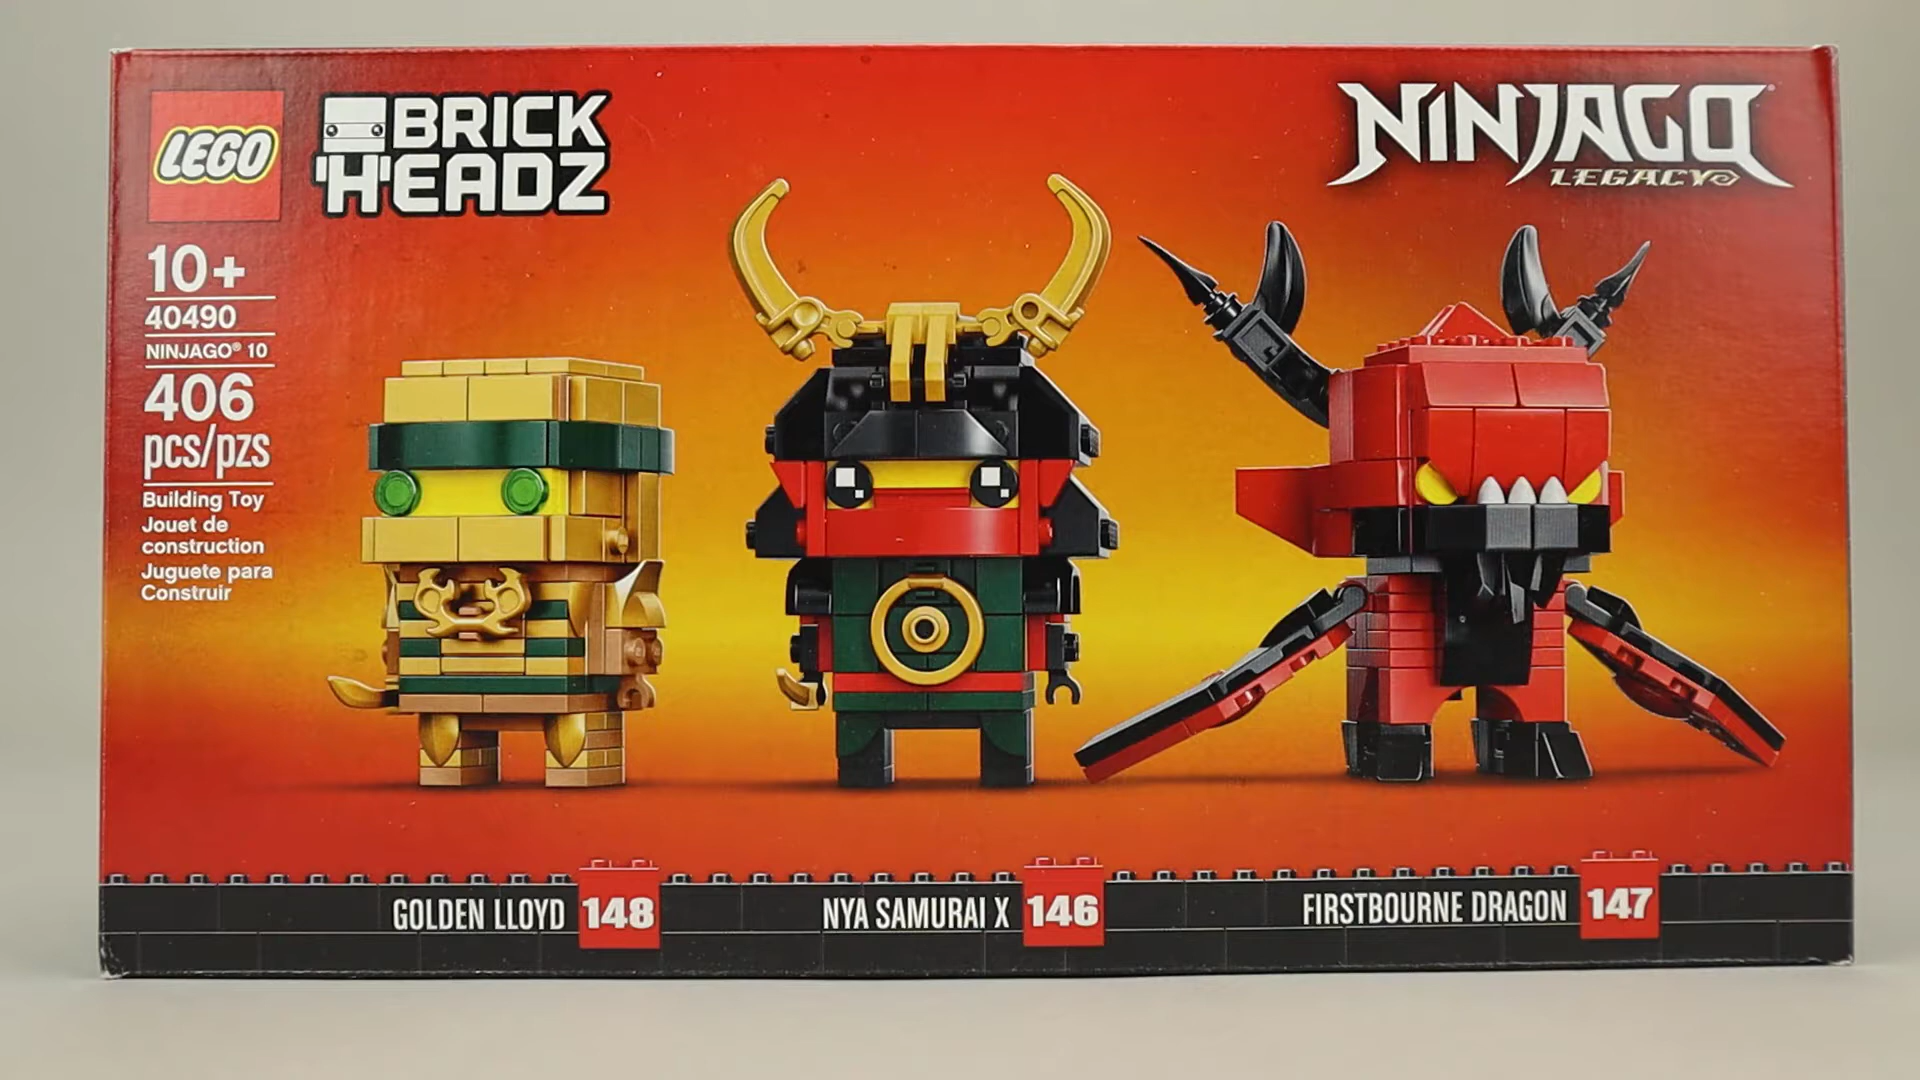 LEGO
BRICK
HEADZ
NINJAGO
LEGACY
10+
40490
NINJAGO® 10
406
pcs/pzs
Building Toy
Jouet de
construction
Juguete para
Construir
GOLDEN LLOYD 148
NYA SAMURAI X 146
FIRSTBOURNE DRAGON 147